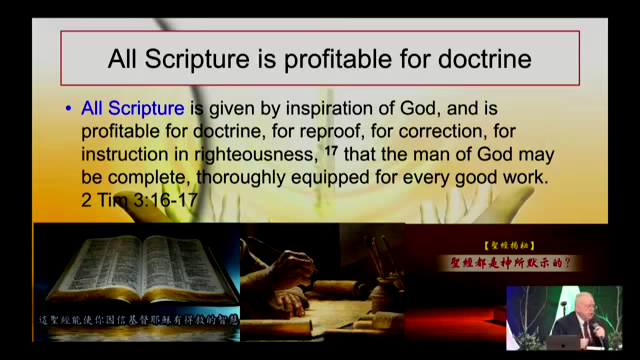 All Scripture is profitable for doctrine
• All Scripture is given by inspiration of God, and is
profitable for doctrine, for reproof, for correction, for
instruction in righteousness, 17 that the man of God may
be complete, thoroughly equipped for every good work.
2 Tim 3:16-17
這聖經能使你因信基督耶穌有得救的智慧
【聖經揭祕】
聖經都是神所默示的?